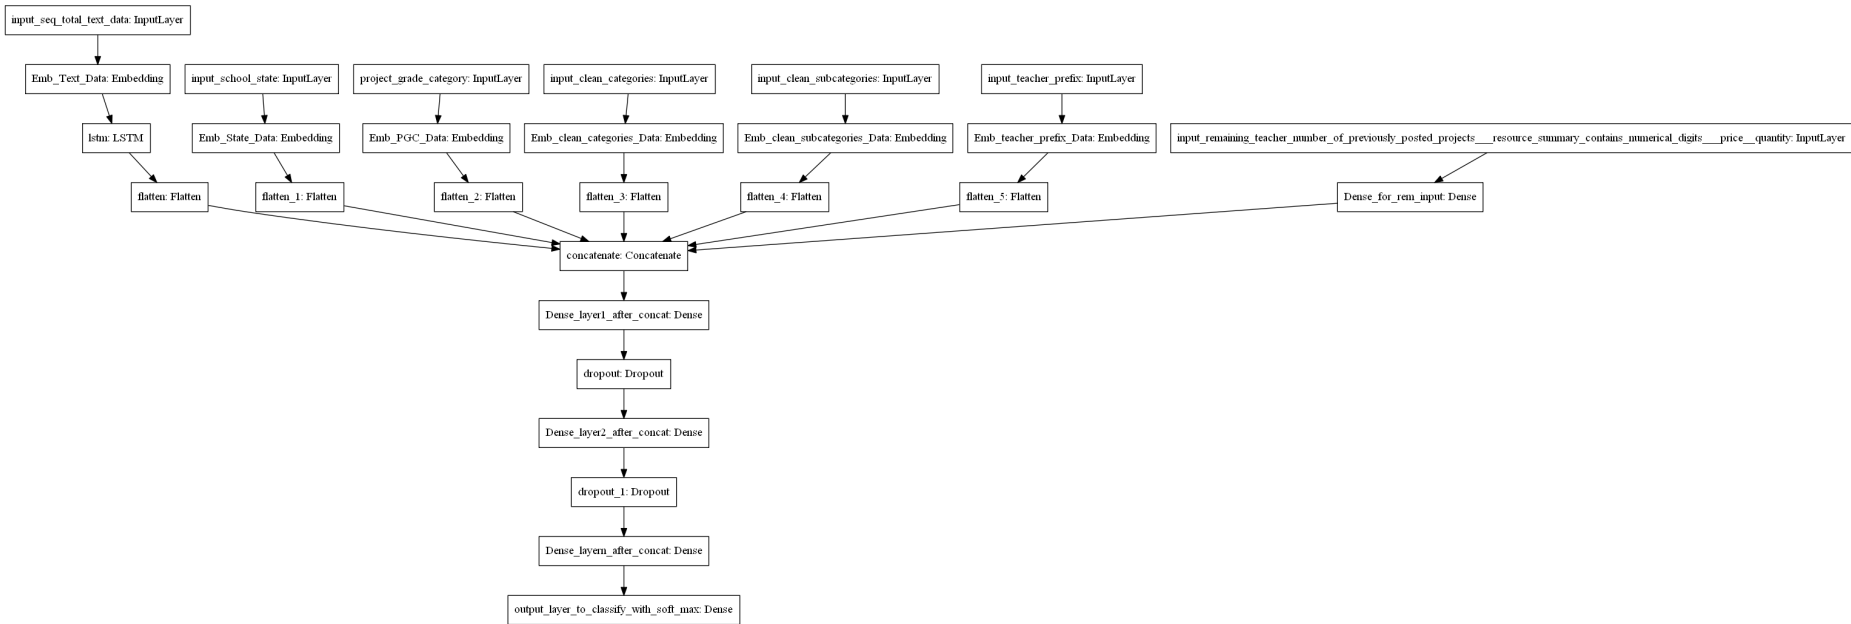 input_seq_total_text_data: InputLayer
Emb_Text_Data: Embedding
input_school_state: InputLayer
project_grade_category: InputLayer
input_clean_categories: InputLayer
input_clean_subcategories: InputLayer
input_teacher_prefix: InputLayer
lstm: LSTM
Emb_State_Data: Embedding
Emb_PGC_Data: Embedding
Emb_clean_categories_Data: Embedding
Emb_clean_subcategories_Data: Embedding
Emb_teacher_prefix_Data: Embedding
input_remaining_teacher_number_of_previously_posted_projects___resource_summary_contains_numerical_digits___price__quantity: InputLayer
flatten: Flatten
flatten_1: Flatten
flatten_2: Flatten
flatten_3: Flatten
flatten_4: Flatten
flatten_5: Flatten
Dense_for_rem_input: Dense
concatenate: Concatenate
Dense_layer1_after_concat: Dense
dropout: Dropout
Dense_layer2_after_concat: Dense
dropout_1: Dropout
Dense_layern_after_concat: Dense
output_layer_to_classify_with_soft_max: Dense